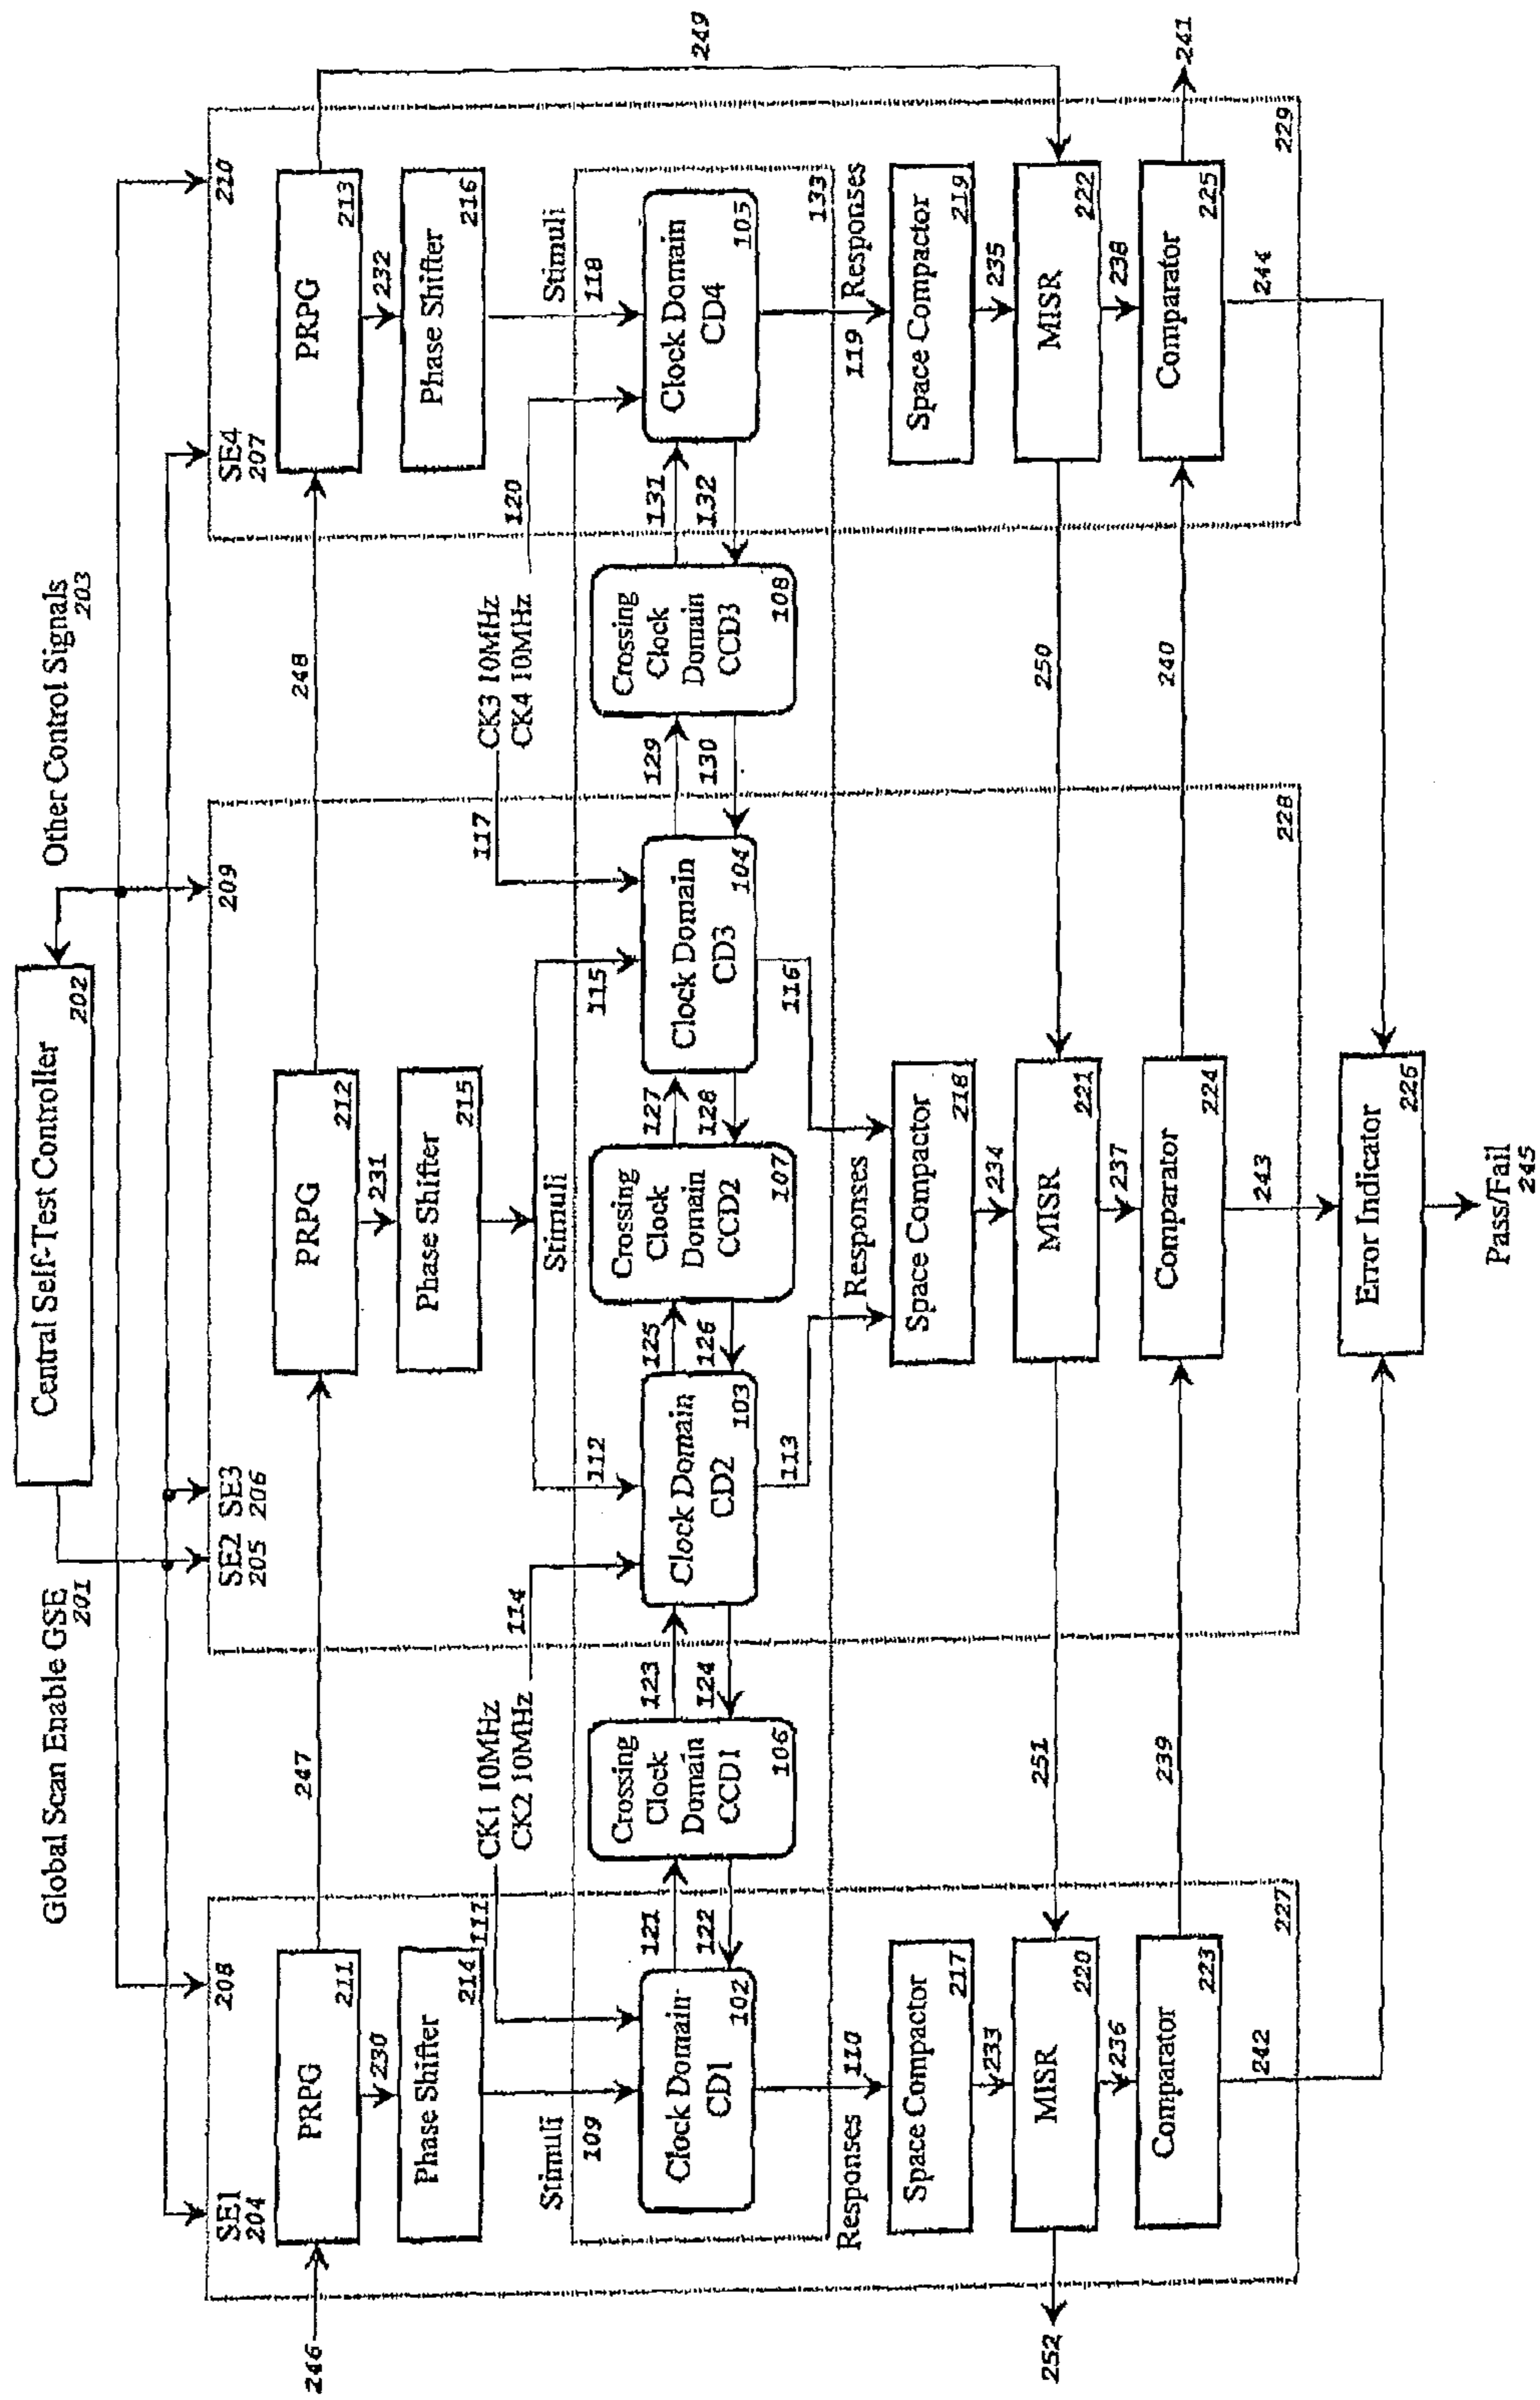 Central Self-Test Controller
202
Global Scan Enable GSE
201
Other Control Signals
203
SE1
204
208
SE2 SE3
205 206
209
SE4
207
210
246
PRPG
211
247
PRPG
212
248
PRPG
213
249
230
231
232
Phase Shifter
214
Phase Shifter
215
Phase Shifter
216
111
CK1 10MHz
CK2 10MHz
114
117
CK3 10MHz
CK4 10MHz
120
Stimuli
109
Stimuli
112
115
Stimuli
118
Clock Domain
CD1
102
121
122
Crossing
Clock
Domain
CCD1
106
123
124
Clock Domain
CD2
103
125
126
Crossing
Clock
Domain
CCD2
107
127
128
Clock Domain
CD3
104
129
130
Crossing
Clock
Domain
CCD3
108
131
132
Clock Domain
CD4
105
133
Responses
110
113
Responses
116
119
Responses
Space Compactor
217
Space Compactor
218
Space Compactor
219
233
234
235
252
MISR
220
251
MISR
221
250
MISR
222
236
237
238
Comparator
223
239
Comparator
224
240
Comparator
225
241
242
227
243
228
244
229
Error Indicator
226
Pass/Fail
245